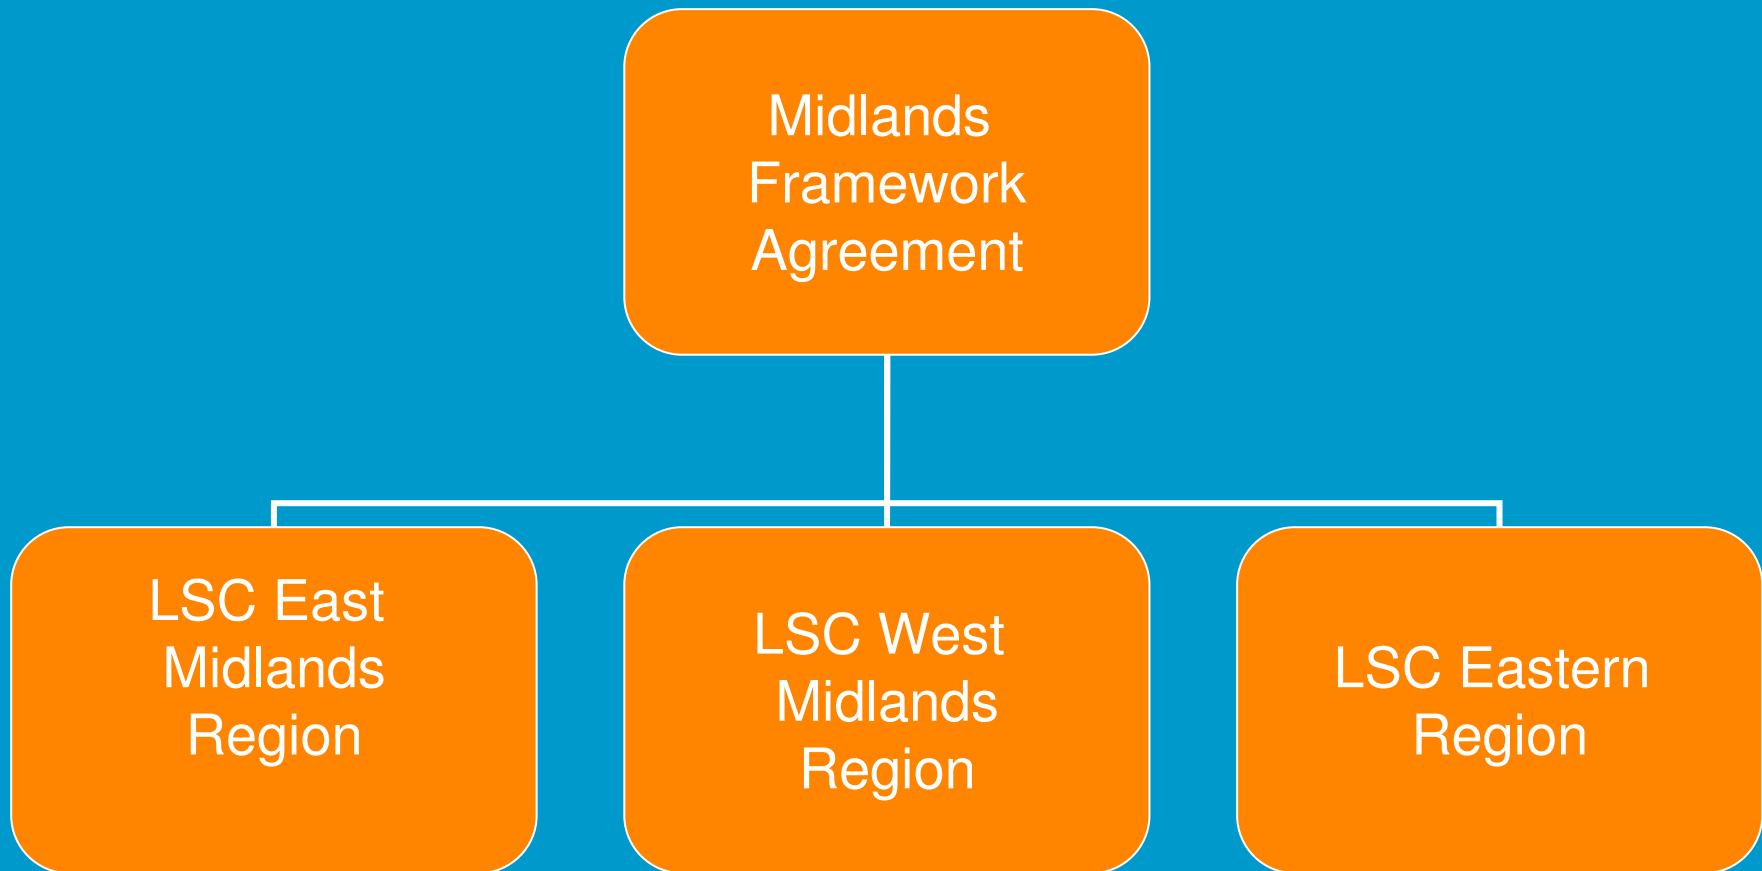 Midlands
Framework
Agreement
LSC East
Midlands
Region
LSC West
Midlands
Region
LSC Eastern
Region